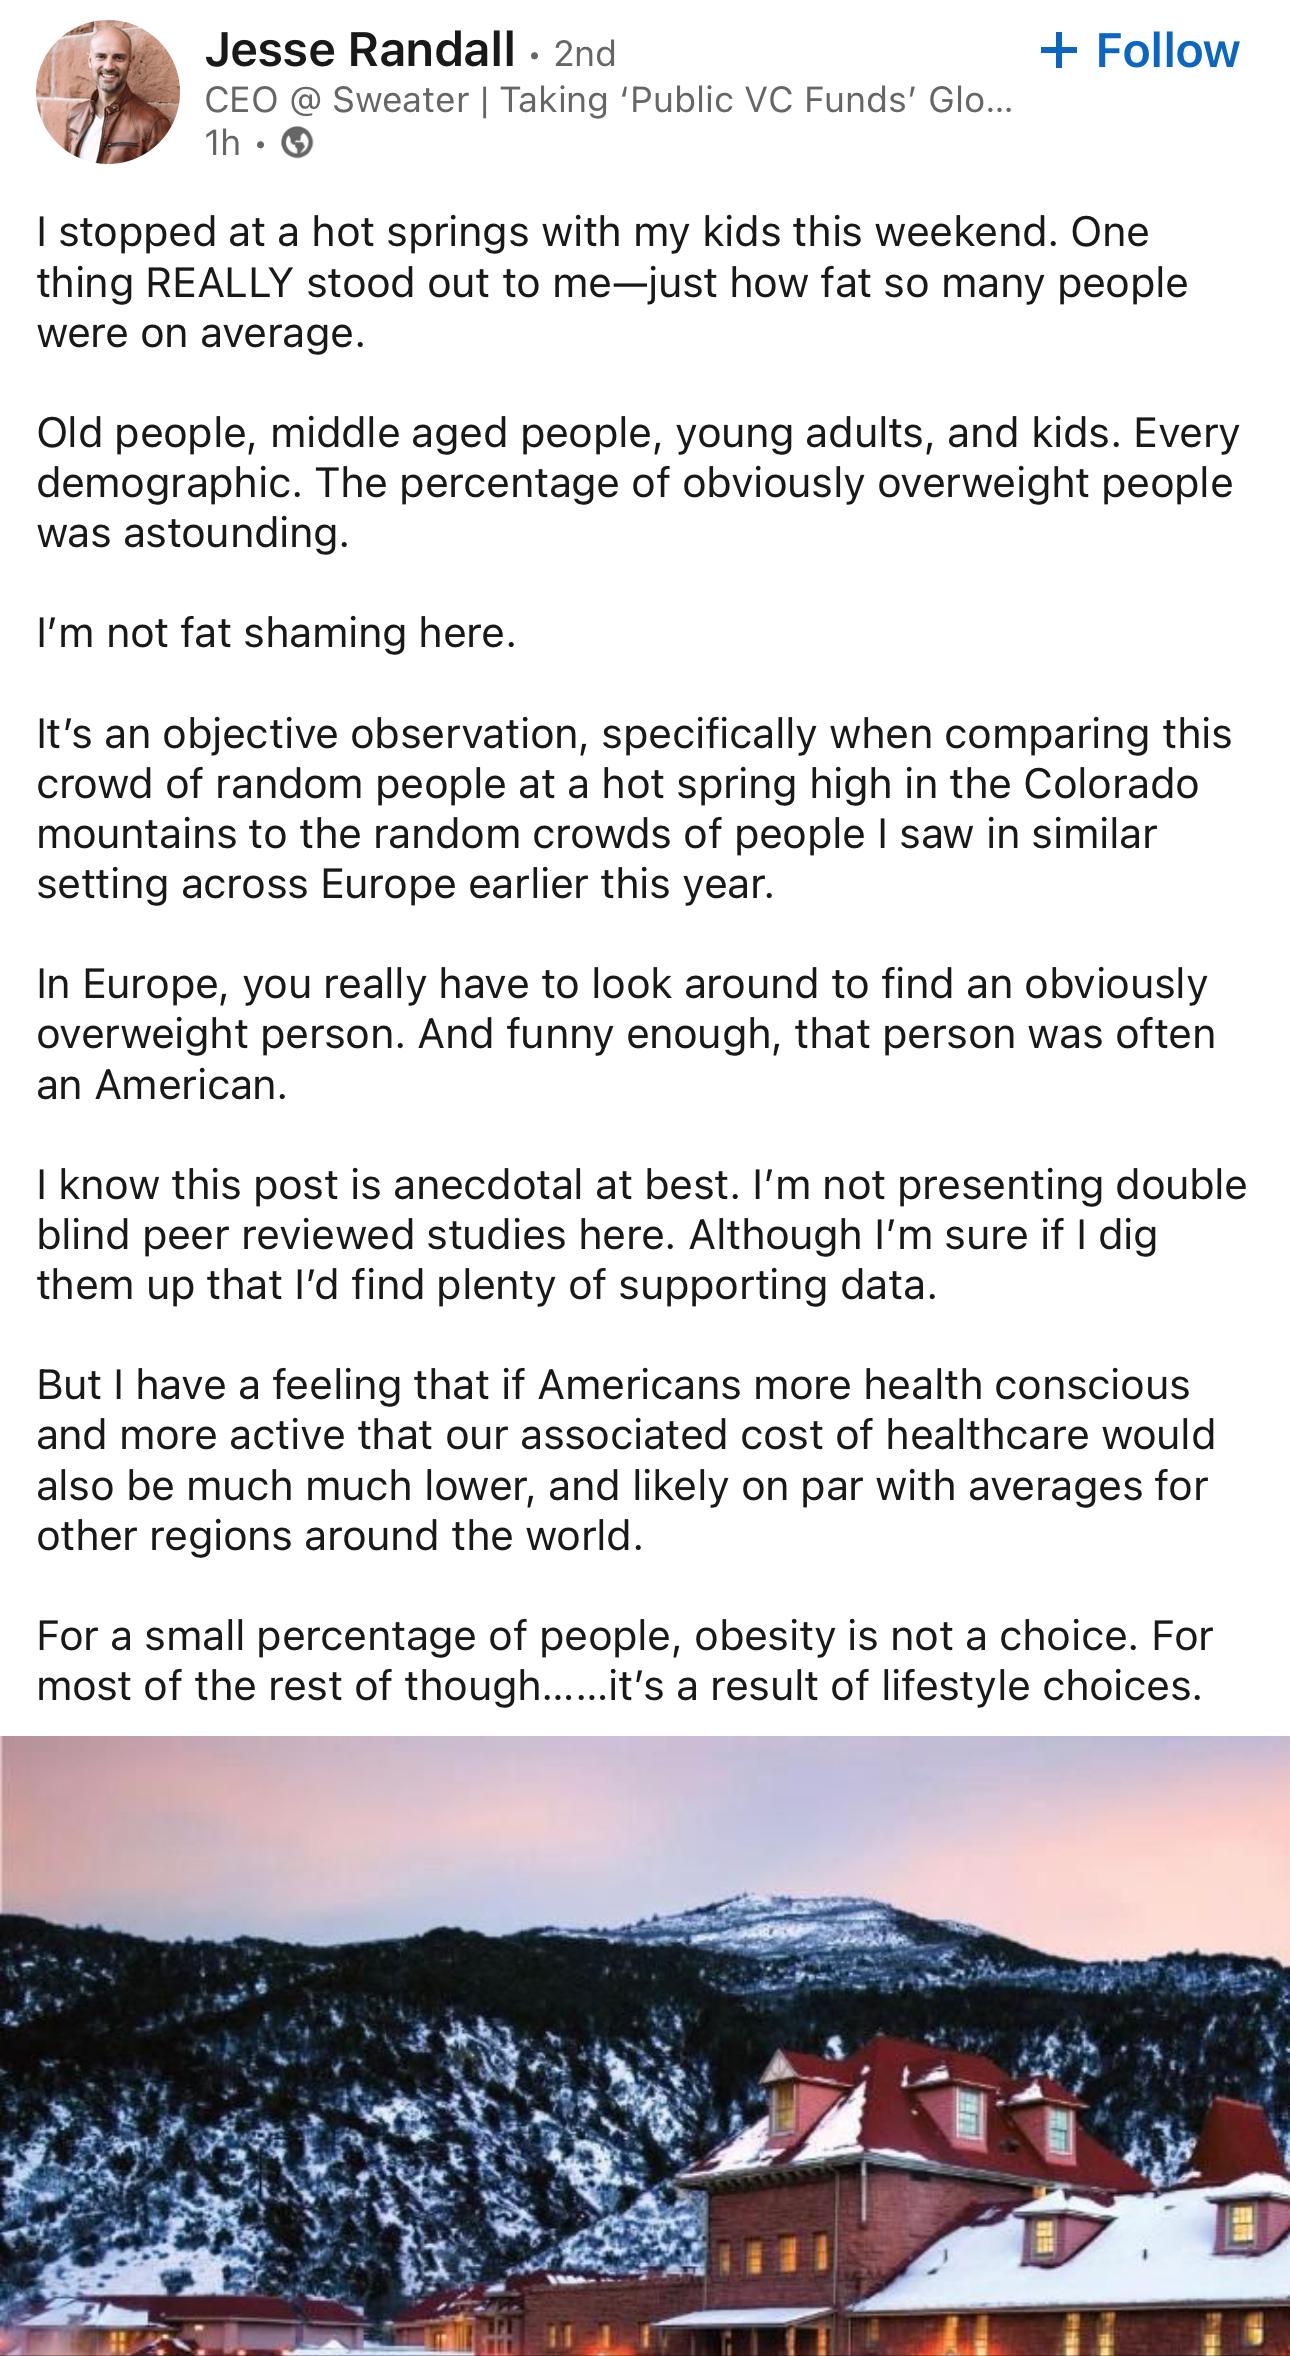 Jesse Randall • 2nd
+ Follow
CEO @ Sweater | Taking ‘Public VC Funds’ Glo...
1h •
I stopped at a hot springs with my kids this weekend. One
thing REALLY stood out to me—just how fat so many people
were on average.
Old people, middle aged people, young adults, and kids. Every
demographic. The percentage of obviously overweight people
was astounding.
I’m not fat shaming here.
It’s an objective observation, specifically when comparing this
crowd of random people at a hot spring high in the Colorado
mountains to the random crowds of people I saw in similar
setting across Europe earlier this year.
In Europe, you really have to look around to find an obviously
overweight person. And funny enough, that person was often
an American.
I know this post is anecdotal at best. I’m not presenting double
blind peer reviewed studies here. Although I’m sure if I dig
them up that I’d find plenty of supporting data.
But I have a feeling that if Americans more health conscious
and more active that our associated cost of healthcare would
also be much much lower, and likely on par with averages for
other regions around the world.
For a small percentage of people, obesity is not a choice. For
most of the rest of though……it’s a result of lifestyle choices.